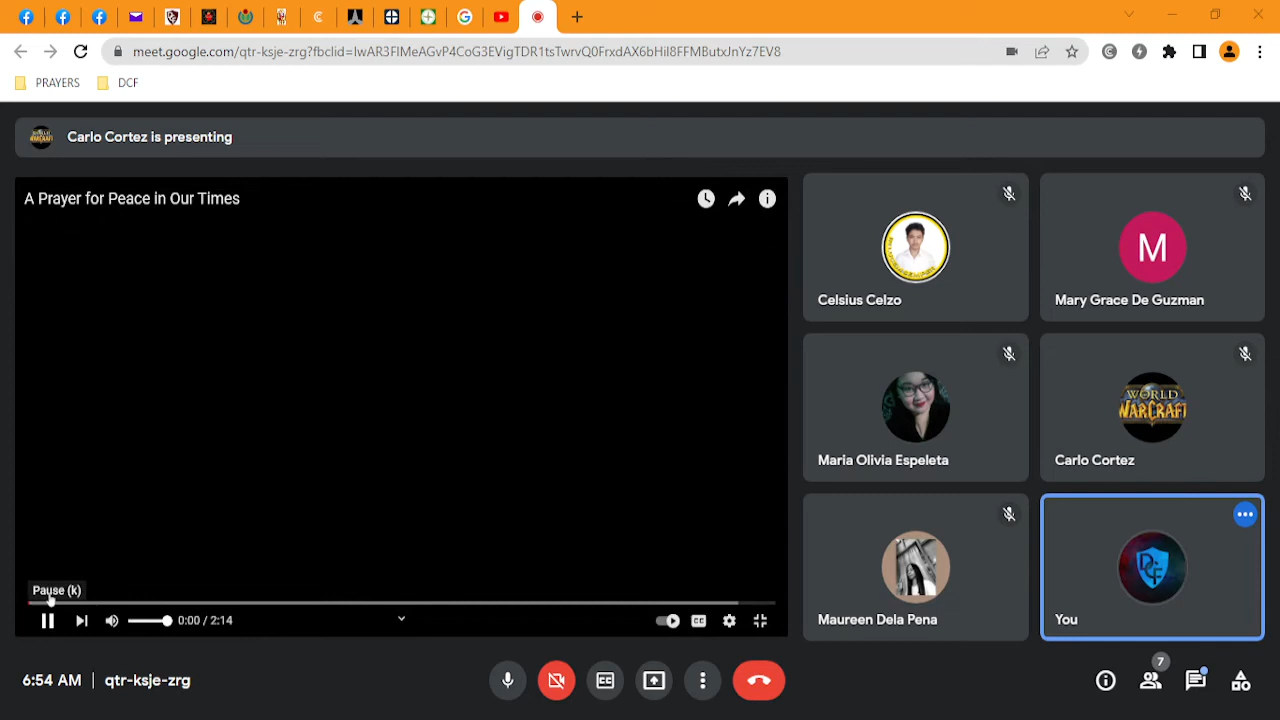 meet.google.com/qtr-ksje-zrg?fbclid=IwAR3FIMeAGvP4CoG3EVigTDR1tsTwrvQ0FrxdAX6bHiI8FFMButxJnYz7EV8
PRAYERS DCF
Carlo Cortez is presenting
A Prayer for Peace in Our Times
Pause (k)
0:00 / 2:14
Celsius Celzo
M
Mary Grace De Guzman
Maria Olivia Espeleta
WORLD
WARCRAFT
Carlo Cortez
Maureen Dela Pena
DCF
You
6:54 AM | qtr-ksje-zrg
7